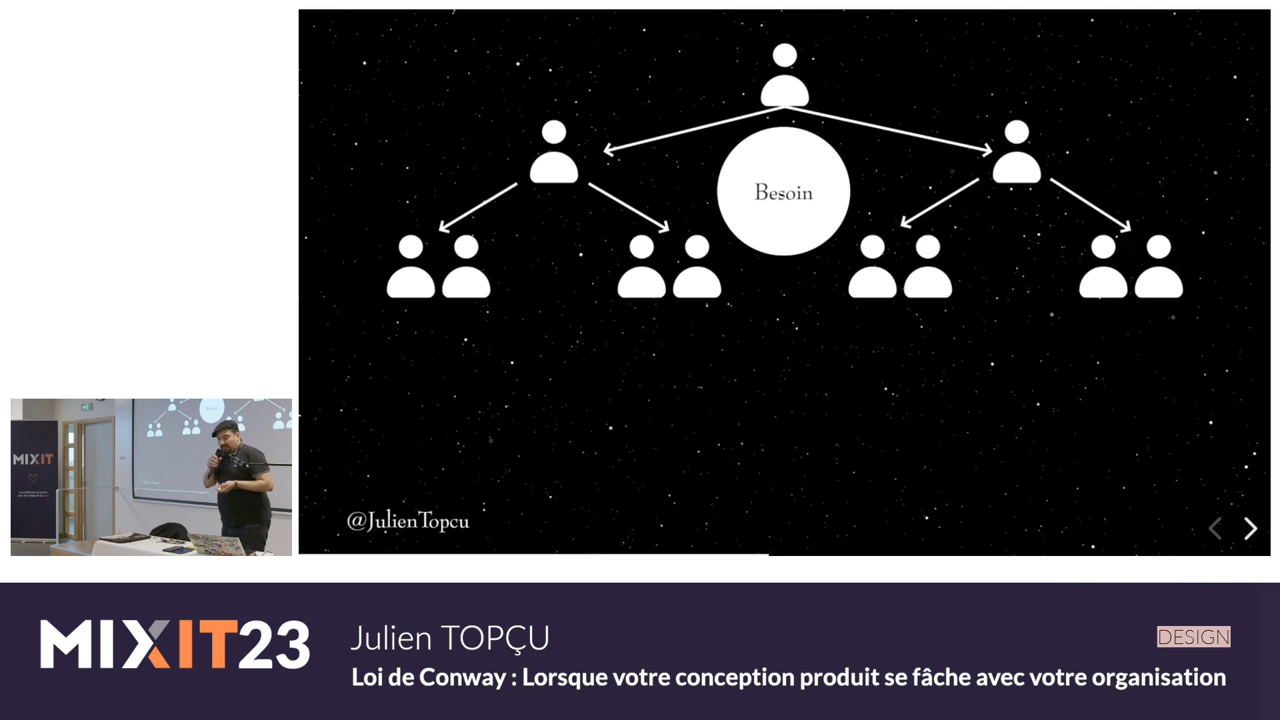 Besoin
@JulienTopcu
MIXIT
MIXIT23
Julien TOPÇU
DESIGN
Loi de Conway : Lorsque votre conception produit se fâche avec votre organisation